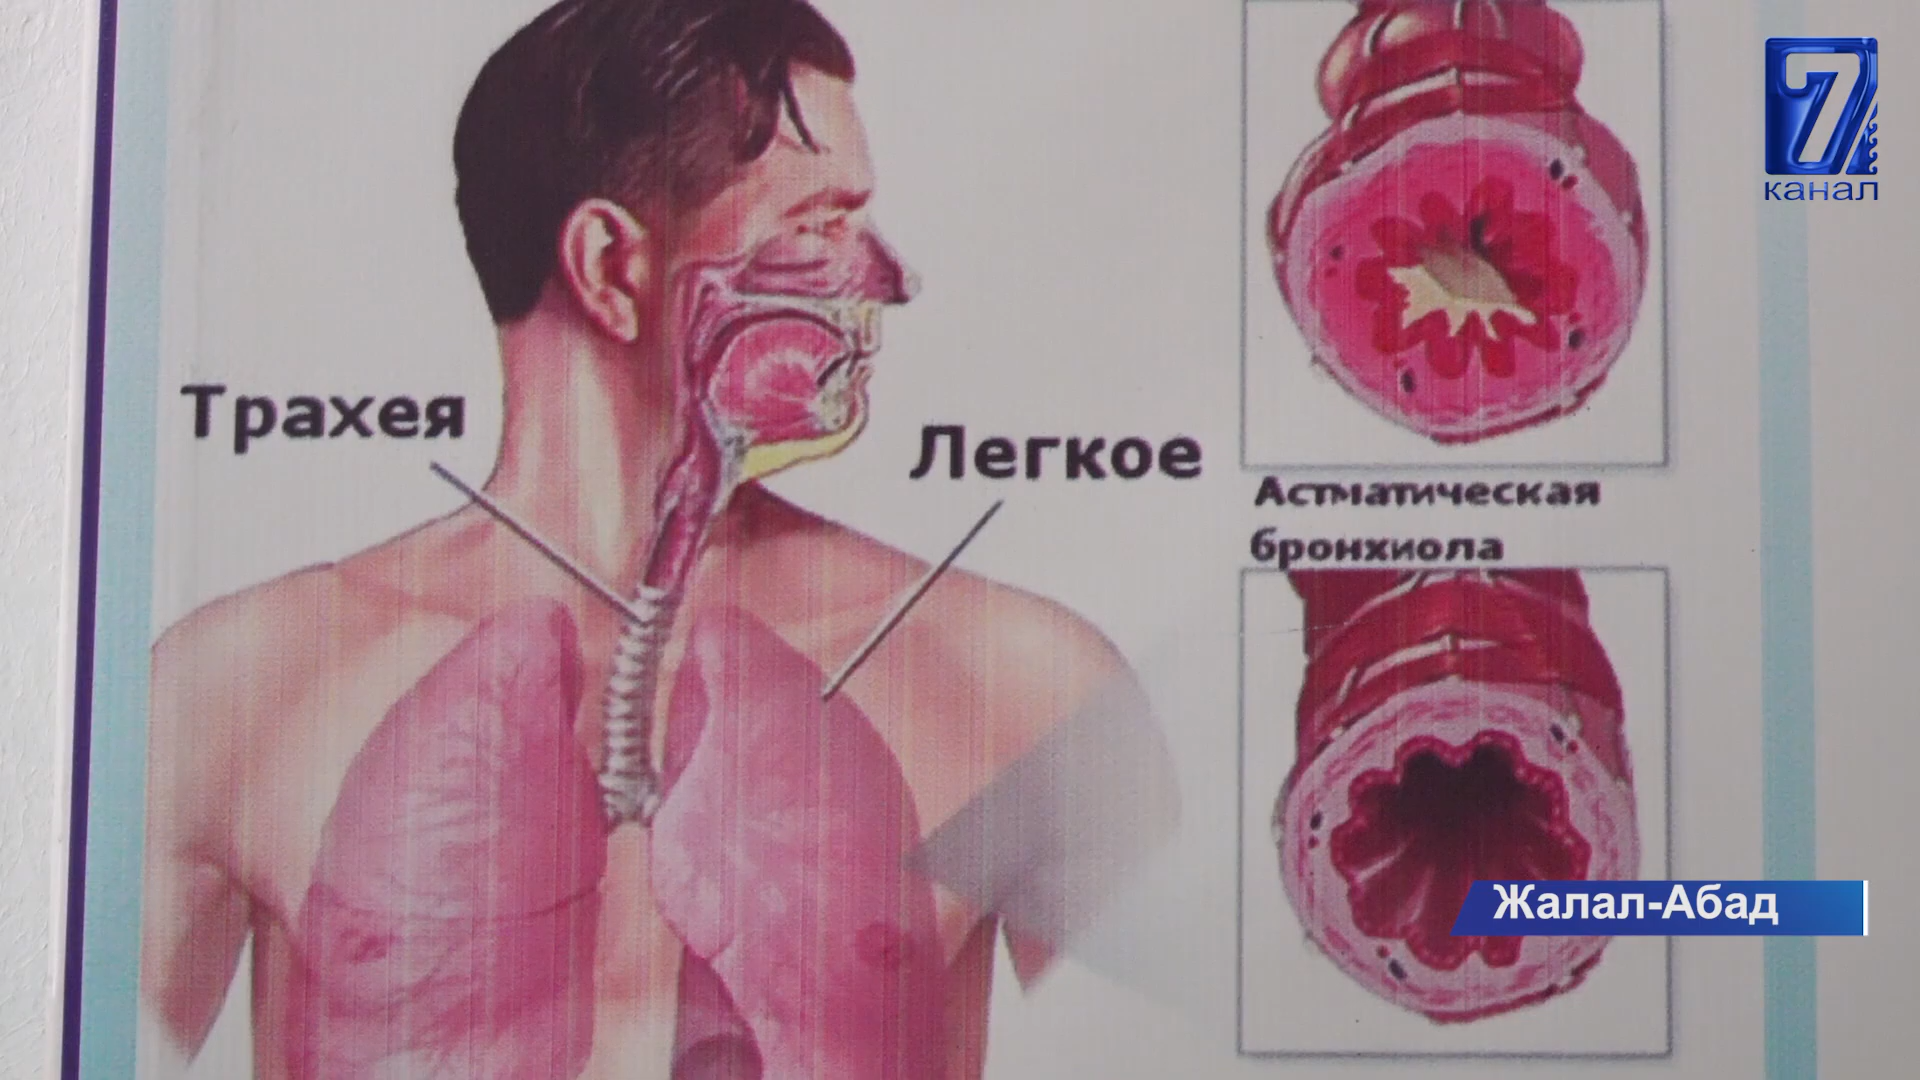 7
канал
Трахея
Легкое
Астматическая
бронхиола
Жалал-Абад